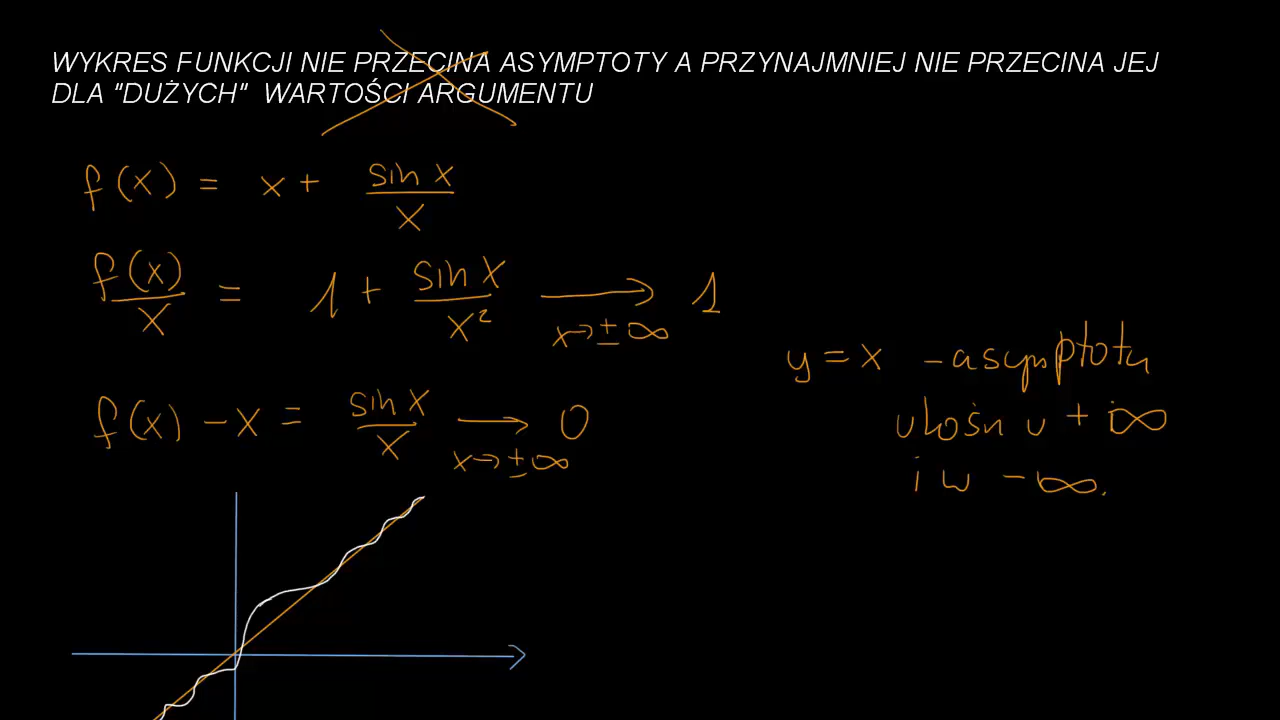 WYKRES FUNKCJI NIE PRZECINA ASYMPTOTY A PRZYNAJMNIEJ NIE PRZECINA JEJ
DLA "DUŻYCH" WARTOŚCI ARGUMENTU
f(x) = x + sin x / x
f(x) / x = 1 + sin x / x² → 1 x→±∞
y = x - asymptota
f(x) - x = sin x / x → 0 x→±∞
ukośn w +∞
i w -∞.